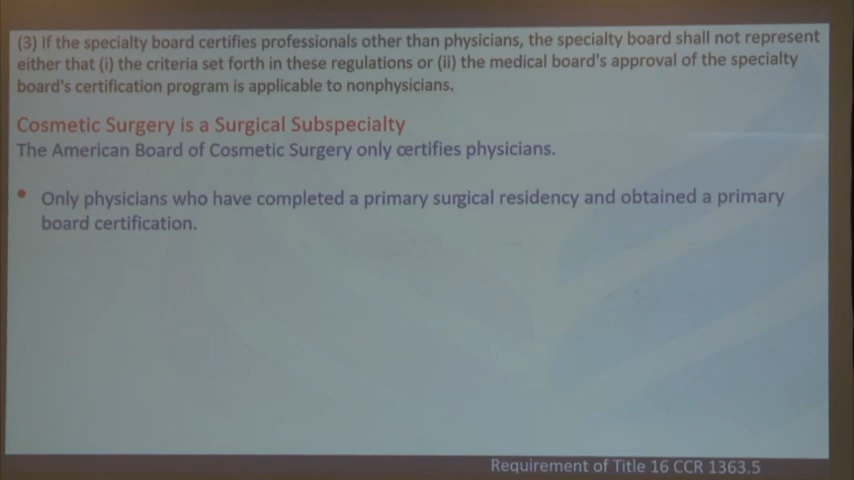 (3) If the specialty board certifies professionals other than physicians, the specialty board shall not represent
either that (i) the criteria set forth in these regulations or (ii) the medical board's approval of the specialty
board's certification program is applicable to nonphysicians.
Cosmetic Surgery is a Surgical Subspecialty
The American Board of Cosmetic Surgery only certifies physicians.
• Only physicians who have completed a primary surgical residency and obtained a primary
board certification.
Requirement of Title 16 CCR 1363.5